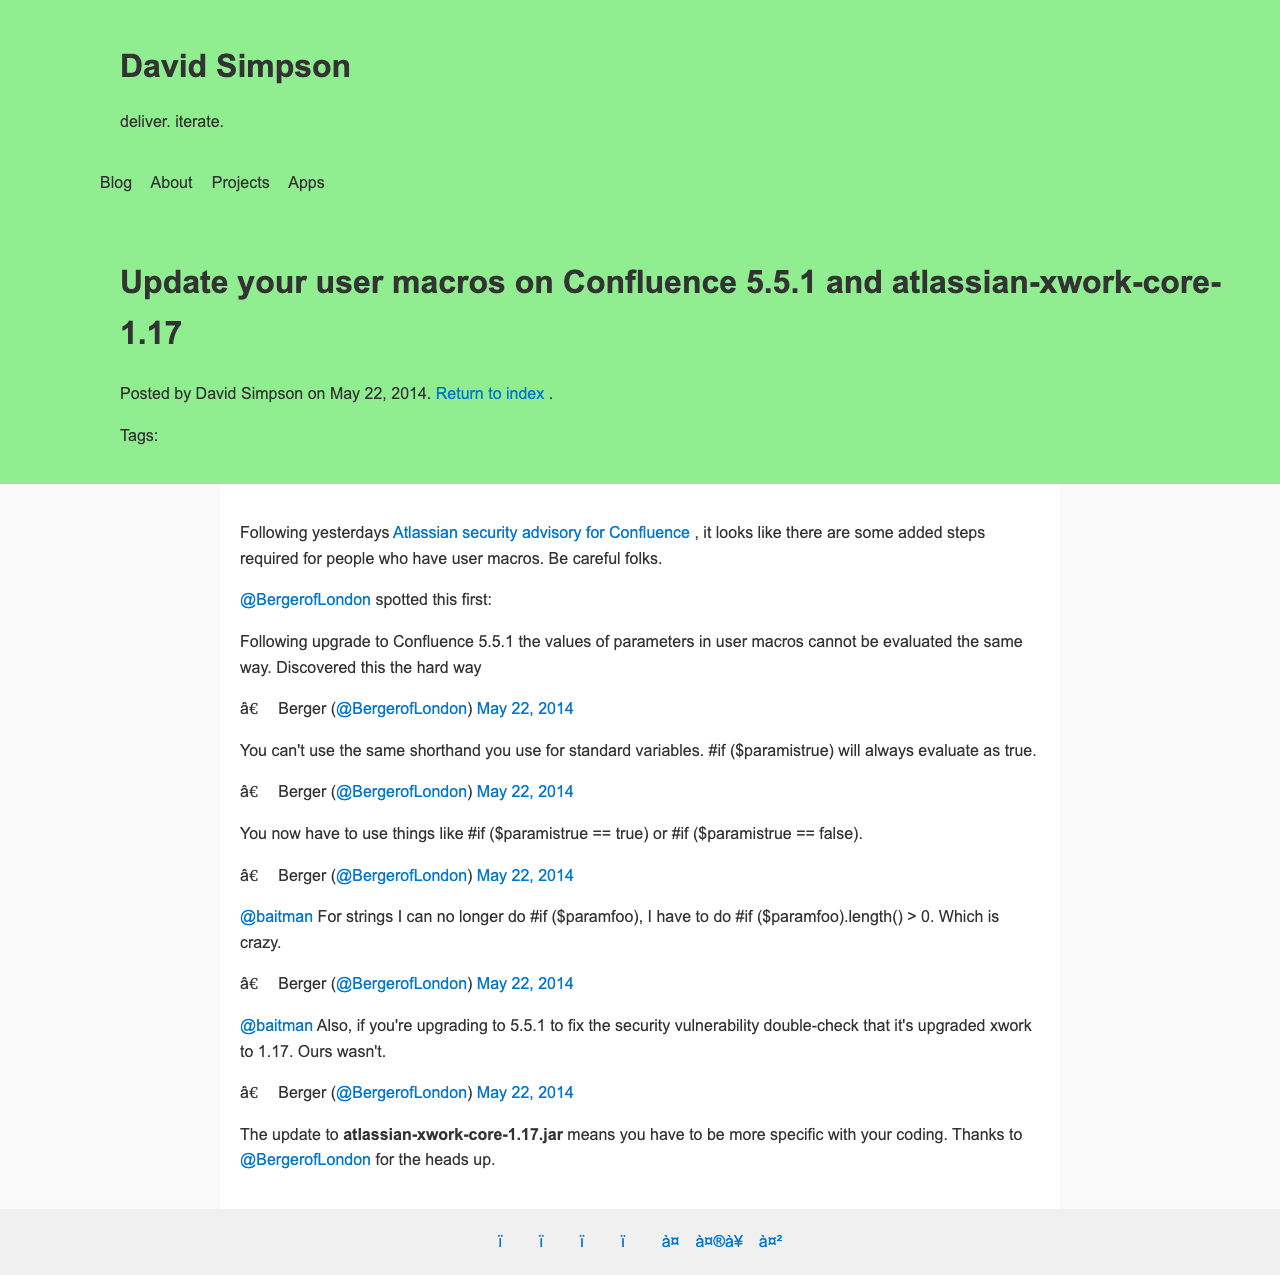 David Simpson
deliver. iterate.
Blog About Projects Apps
Update your user macros on Confluence 5.5.1 and atlassian-xwork-core-
1.17
Posted by David Simpson on May 22, 2014. Return to index .
Tags:
Following yesterdays Atlassian security advisory for Confluence , it looks like there are some added steps
required for people who have user macros. Be careful folks.
@BergerofLondon spotted this first:
Following upgrade to Confluence 5.5.1 the values of parameters in user macros cannot be evaluated the same
way. Discovered this the hard way
â€ Berger (@BergerofLondon) May 22, 2014
You can't use the same shorthand you use for standard variables. #if ($paramistrue) will always evaluate as true.
â€ Berger (@BergerofLondon) May 22, 2014
You now have to use things like #if ($paramistrue == true) or #if ($paramistrue == false).
â€ Berger (@BergerofLondon) May 22, 2014
@baitman For strings I can no longer do #if ($paramfoo), I have to do #if ($paramfoo).length() > 0. Which is
crazy.
â€ Berger (@BergerofLondon) May 22, 2014
@baitman Also, if you're upgrading to 5.5.1 to fix the security vulnerability double-check that it's upgraded xwork
to 1.17. Ours wasn't.
â€ Berger (@BergerofLondon) May 22, 2014
The update to atlassian-xwork-core-1.17.jar means you have to be more specific with your coding. Thanks to
@BergerofLondon for the heads up.
ï ï ï ï à¤ à¤®à¥ à¤²